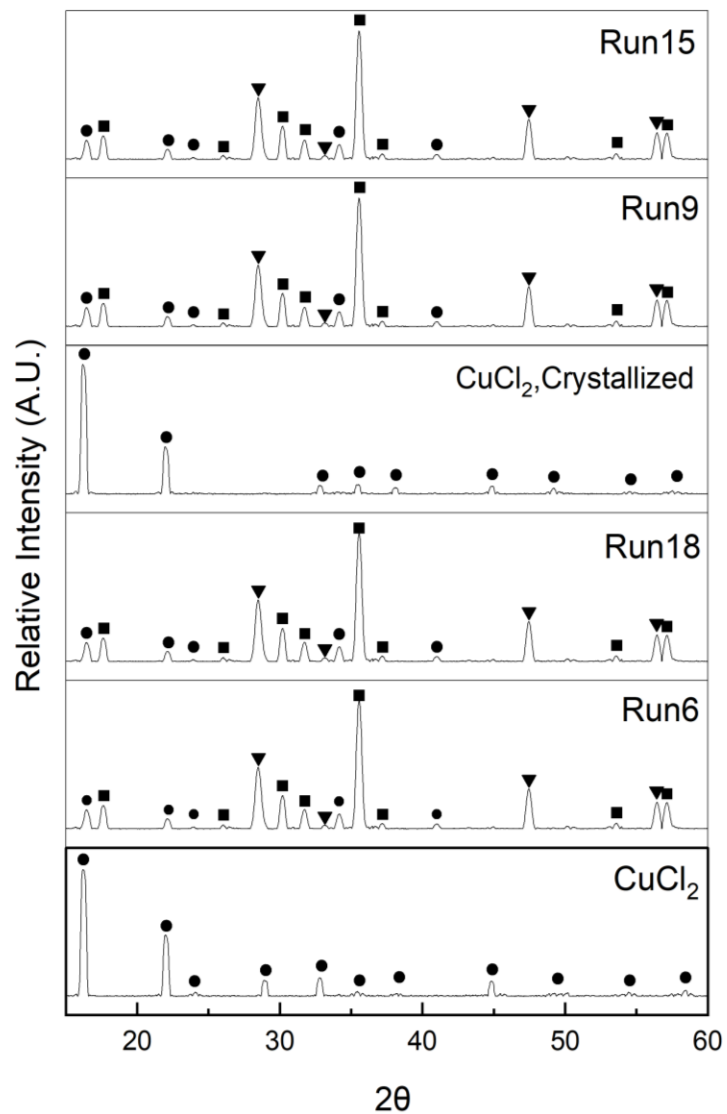 Run15
Run9
CuCl₂,Crystallized
Run18
Run6
CuCl₂
Relative Intensity (A.U.)
20 30 40 50 60
2θ